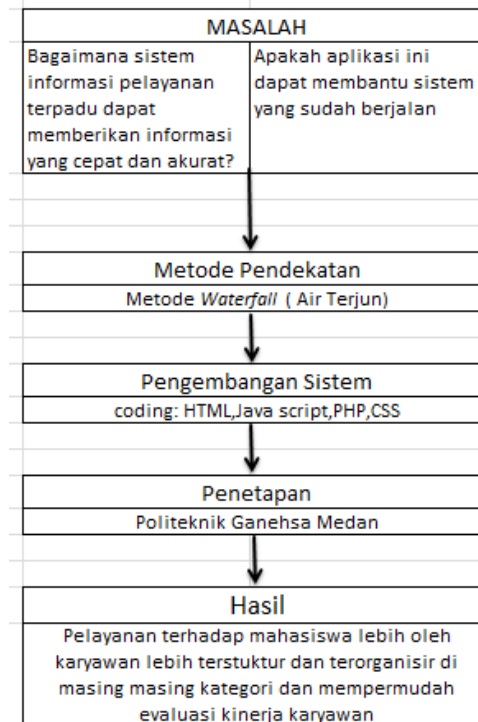 MASALAH
Bagaimana sistem
informasi pelayanan
terpadu dapat
memberikan informasi
yang cepat dan akurat?
Apakah aplikasi ini
dapat membantu sistem
yang sudah berjalan
Metode Pendekatan
Metode Waterfall ( Air Terjun)
Pengembangan Sistem
coding: HTML,Java script,PHP,CSS
Penetapan
Politeknik Ganehsa Medan
Hasil
Pelayanan terhadap mahasiswa lebih oleh
karyawan lebih terstuktur dan terorganisir di
masing masing kategori dan mempermudah
evaluasi kinerja karyawan